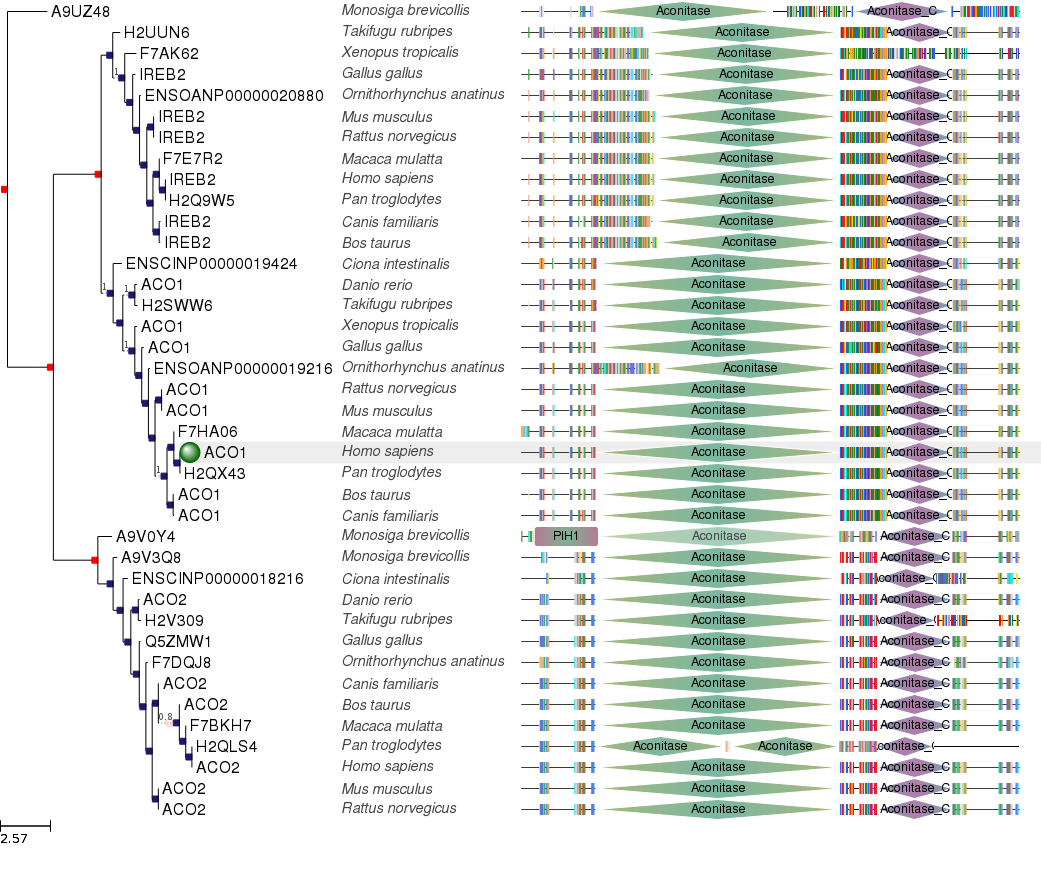 A9UZ48 Monosiga brevicollis Aconitase Aconitase_C
H2UUN6 Takifugu rubripes Aconitase Aconitase_C
1 F7AK62 Xenopus tropicalis Aconitase
IREB2 Gallus gallus Aconitase Aconitase_C
ENSOANP00000020880 Ornithorhynchus anatinus Aconitase Aconitase_C
IREB2 Mus musculus Aconitase Aconitase_C
IREB2 Rattus norvegicus Aconitase Aconitase_C
F7E7R2 Macaca mulatta Aconitase Aconitase_C
IREB2 Homo sapiens Aconitase Aconitase_C
H2Q9W5 Pan troglodytes Aconitase Aconitase_C
IREB2 Canis familiaris Aconitase Aconitase_C
IREB2 Bos taurus Aconitase Aconitase_C
ENSCINP00000019424 Ciona intestinalis Aconitase Aconitase_C
1 1 ACO1 Danio rerio Aconitase Aconitase_C
H2SWW6 Takifugu rubripes Aconitase Aconitase_C
ACO1 Xenopus tropicalis Aconitase Aconitase_C
1 ACO1 Gallus gallus Aconitase Aconitase_C
ENSOANP00000019216 Ornithorhynchus anatinus Aconitase Aconitase_C
ACO1 Rattus norvegicus Aconitase Aconitase_C
ACO1 Mus musculus Aconitase Aconitase_C
F7HA06 Macaca mulatta Aconitase Aconitase_C
ACO1 Homo sapiens Aconitase Aconitase_C
1 H2QX43 Pan troglodytes Aconitase Aconitase_C
ACO1 Bos taurus Aconitase Aconitase_C
ACO1 Canis familiaris Aconitase Aconitase_C
A9V0Y4 Monosiga brevicollis PIH1 Aconitase Aconitase_C
A9V3Q8 Monosiga brevicollis Aconitase Aconitase_C
ENSCINP00000018216 Ciona intestinalis Aconitase Aconitase_C
ACO2 Danio rerio Aconitase Aconitase_C
H2V309 Takifugu rubripes Aconitase Aconitase_C
Q5ZMW1 Gallus gallus Aconitase Aconitase_C
F7DQJ8 Ornithorhynchus anatinus Aconitase Aconitase_C
ACO2 Canis familiaris Aconitase Aconitase_C
ACO2 Bos taurus Aconitase Aconitase_C
0.8 F7BKH7 Macaca mulatta Aconitase Aconitase_C
H2QLS4 Pan troglodytes Aconitase Aconitase Aconitase_C
ACO2 Homo sapiens Aconitase Aconitase_C
ACO2 Mus musculus Aconitase Aconitase_C
ACO2 Rattus norvegicus Aconitase Aconitase_C
2.57